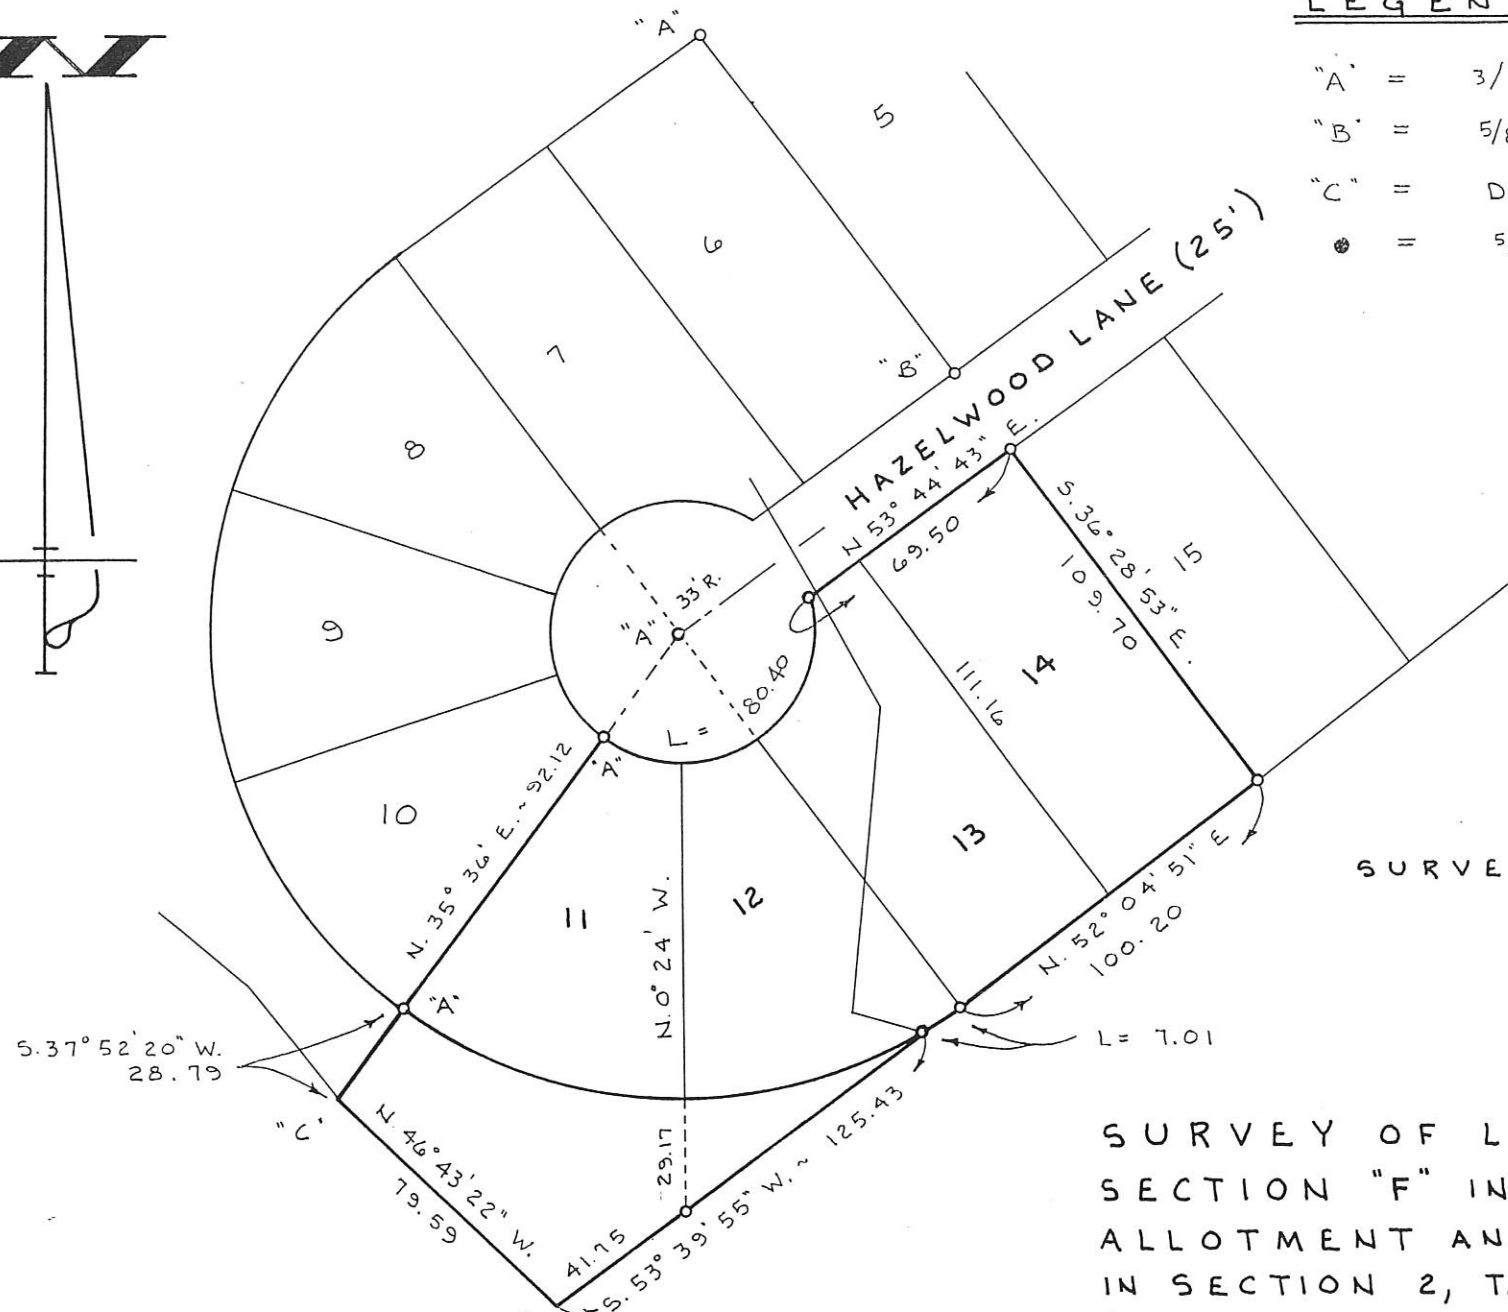 N
LEGEN
"A" = 3/
"B" = 5/8
"C" = D
= 5
"A"
5
6
7
8
9
10
11
12
13
14
15
"B"
HAZELWOOD LANE (25')
N 53° 44' 43" E.
69.50
S. 36° 28' 53" E.
109.70
111.16
33' R.
"A"
L = 80.40
"A"
N. 35° 36' E. ~ 92.12
N. 0° 24' W.
"A"
S. 37° 52' 20" W.
28.79
"C"
N. 46° 43' 22" W.
79.59
29.17
41.75
S. 53° 39' 55" W. ~ 125.43
N. 52° 04' 51" E
100.20
L = 7.01
SURVE
SURVEY OF L
SECTION "F" IN
ALLOTMENT AN
IN SECTION 2, T.